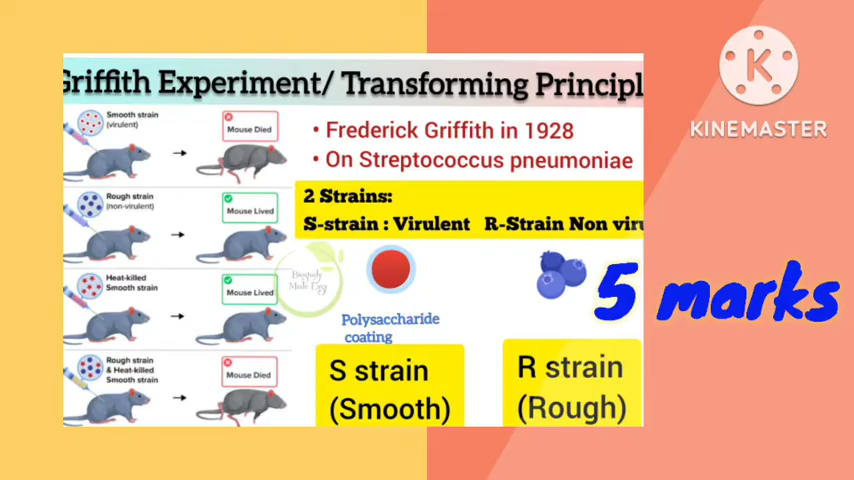 Griffith Experiment/ Transforming Principl
Smooth strain
(virulent)
Mouse Died
Rough strain
(non-virulent)
Mouse Lived
Heat-killed
Smooth strain
Mouse Lived
Rough strain
& Heat-killed
Smooth strain
Mouse Died
• Frederick Griffith in 1928
• On Streptococcus pneumoniae
2 Strains:
S-strain : Virulent R-Strain Non viru
Made Easy
Polysaccharide
coating
S strain
(Smooth)
R strain
(Rough)
5 marks
K
KINEMASTER